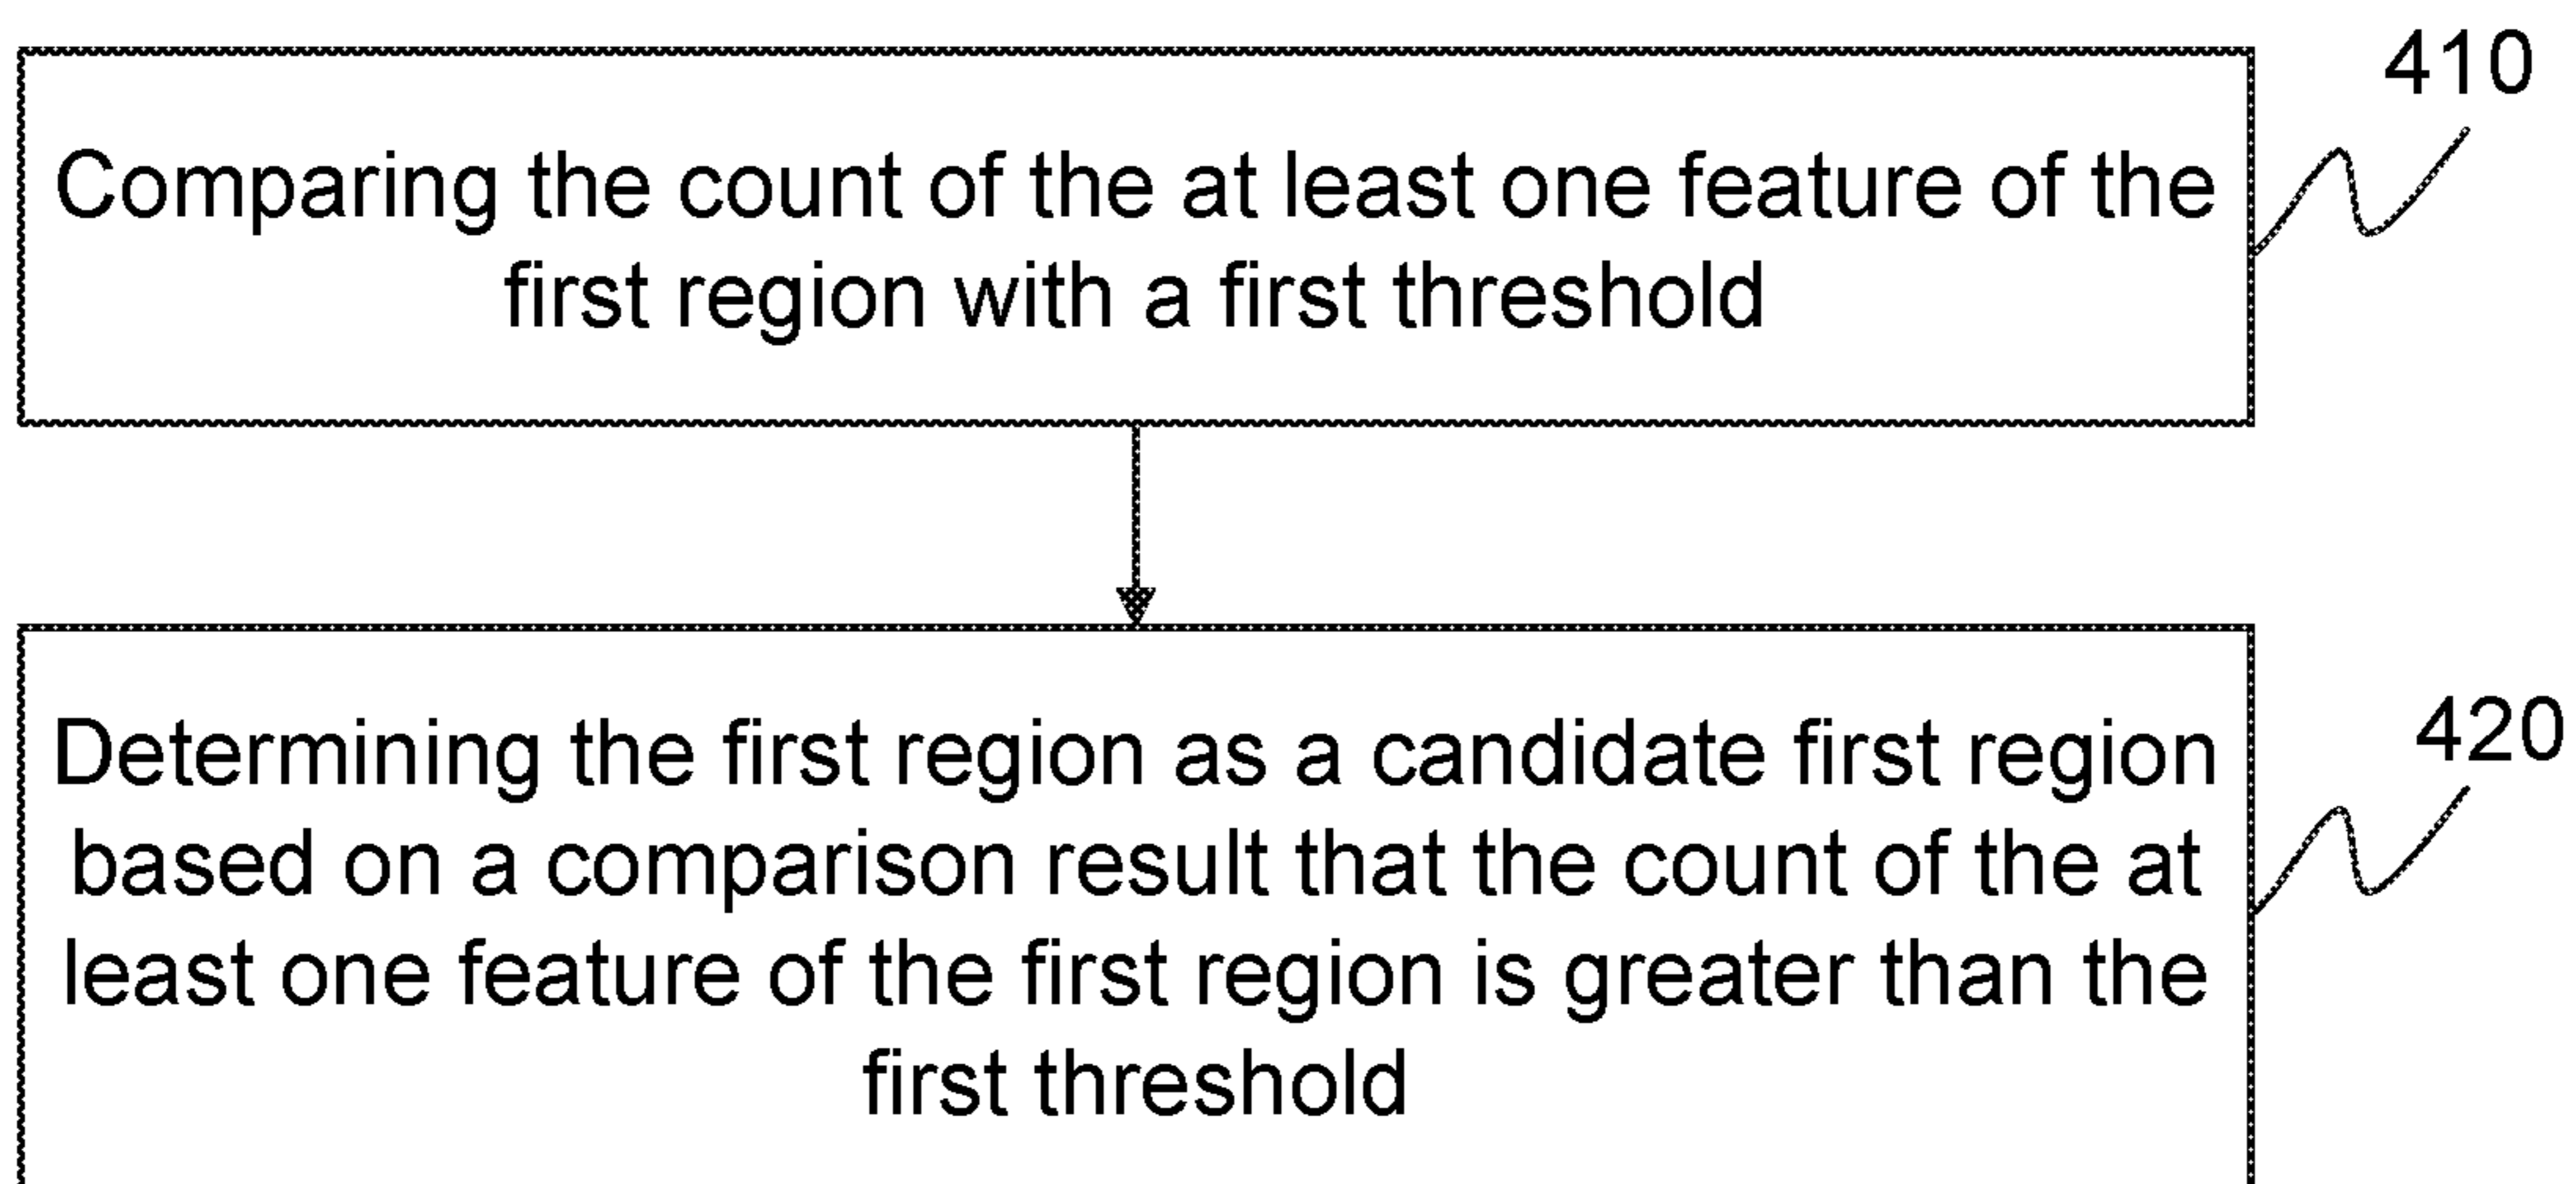 410
Comparing the count of the at least one feature of the
first region with a first threshold
420
Determining the first region as a candidate first region
based on a comparison result that the count of the at
least one feature of the first region is greater than the
first threshold